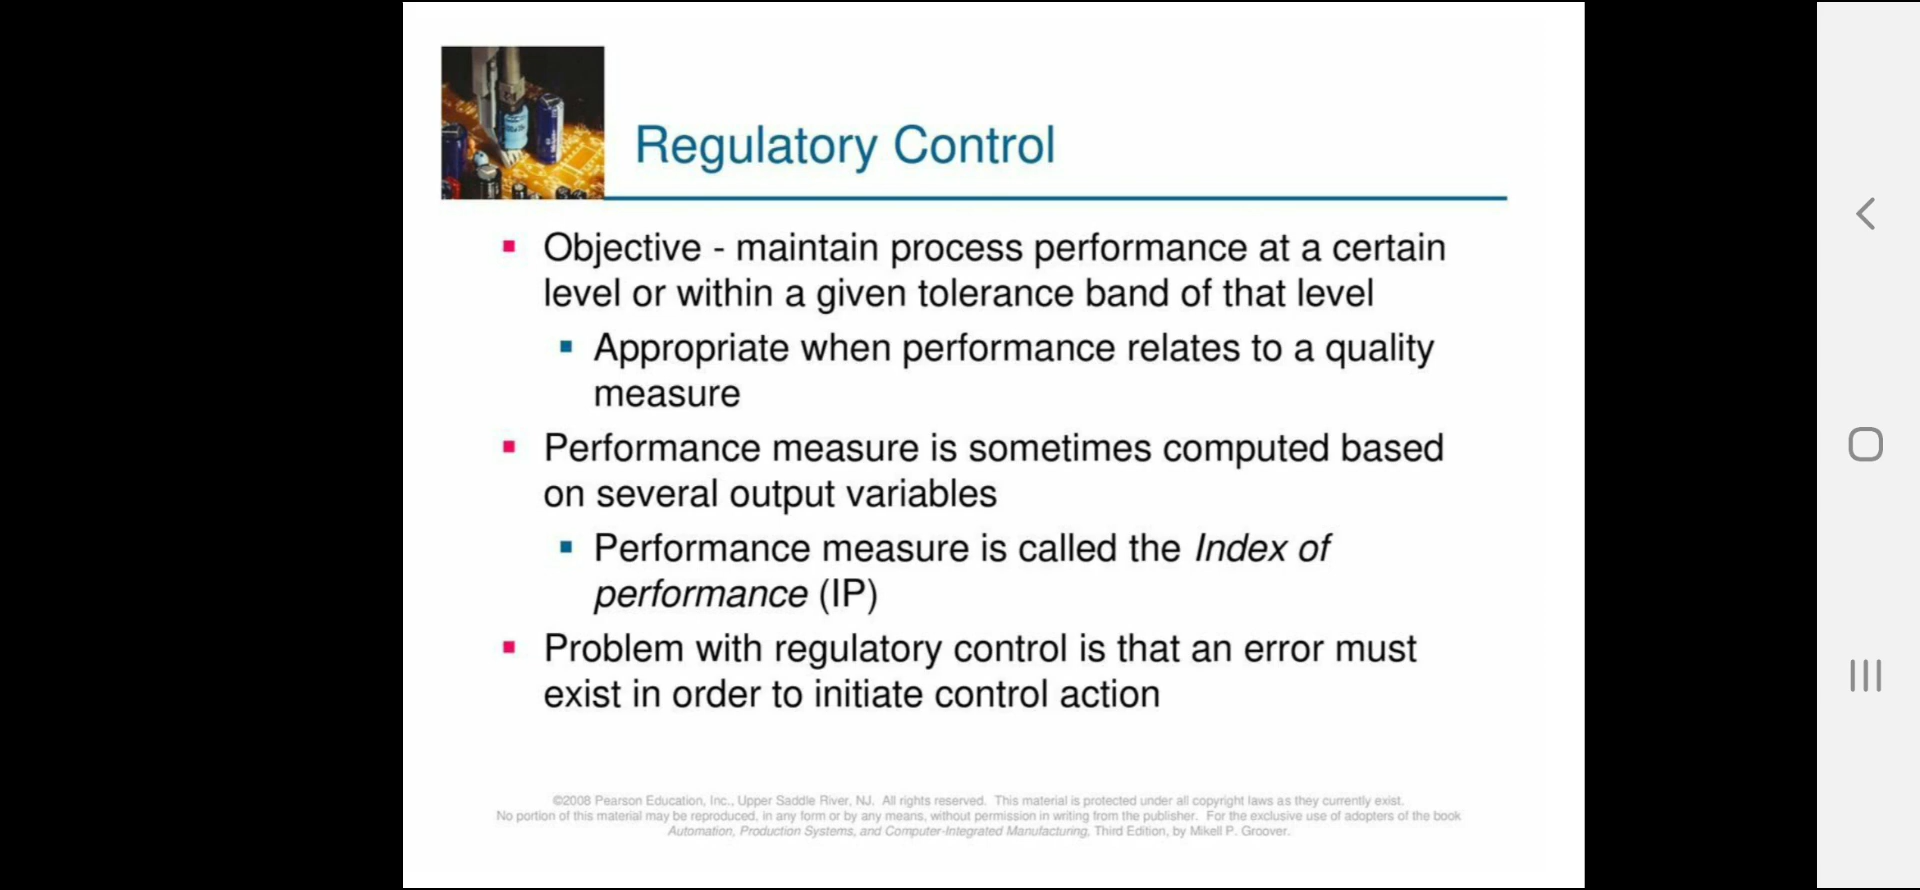 Regulatory Control
Objective - maintain process performance at a certain
level or within a given tolerance band of that level
Appropriate when performance relates to a quality
measure
Performance measure is sometimes computed based
on several output variables
Performance measure is called the Index of
performance (IP)
Problem with regulatory control is that an error must
exist in order to initiate control action
©2008 Pearson Education, Inc., Upper Saddle River, NJ. All rights reserved. This material is protected under all copyright laws as they currently exist.
No portion of this material may be reproduced, in any form or by any means, without permission in writing from the publisher. For the exclusive use of adopters of the book
Automation, Production Systems, and Computer-Integrated Manufacturing, Third Edition, by Mikell P. Groover.